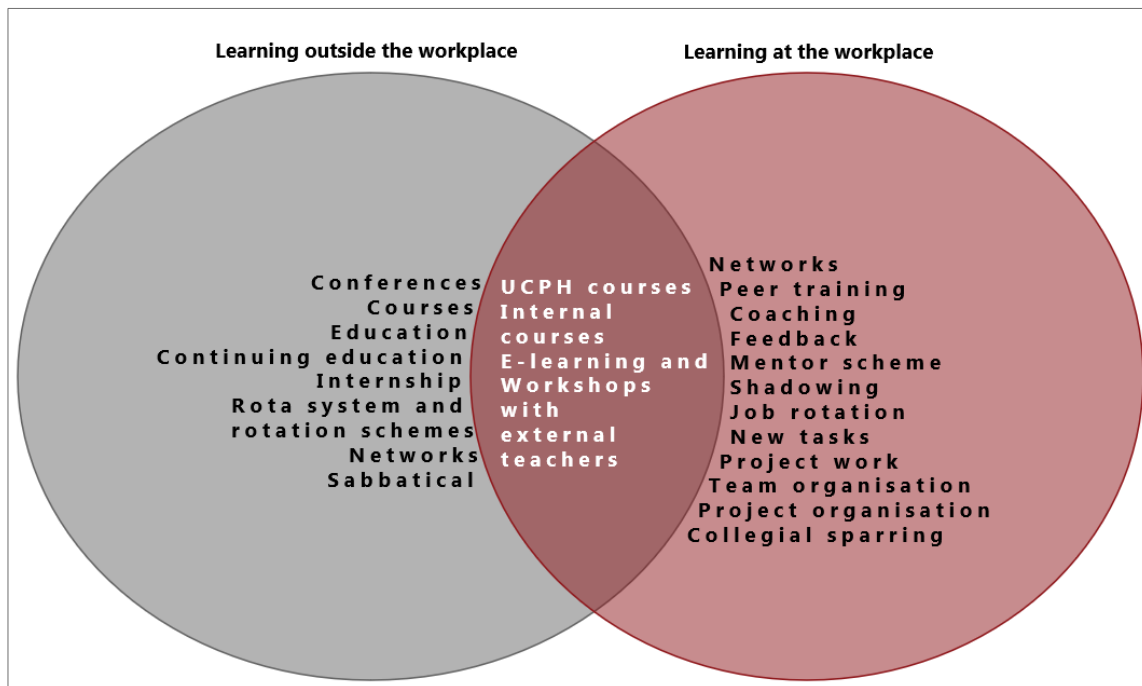 Learning outside the workplace
Learning at the workplace
Conferences
Courses
Education
Continuing education
Internship
Rota system and
rotation schemes
Networks
Sabbatical
UCPH courses
Internal
courses
E-learning and
Workshops
with
external
teachers
Networks
Peer training
Coaching
Feedback
Mentor scheme
Shadowing
Job rotation
New tasks
Project work
Team organisation
Project organisation
Collegial sparring